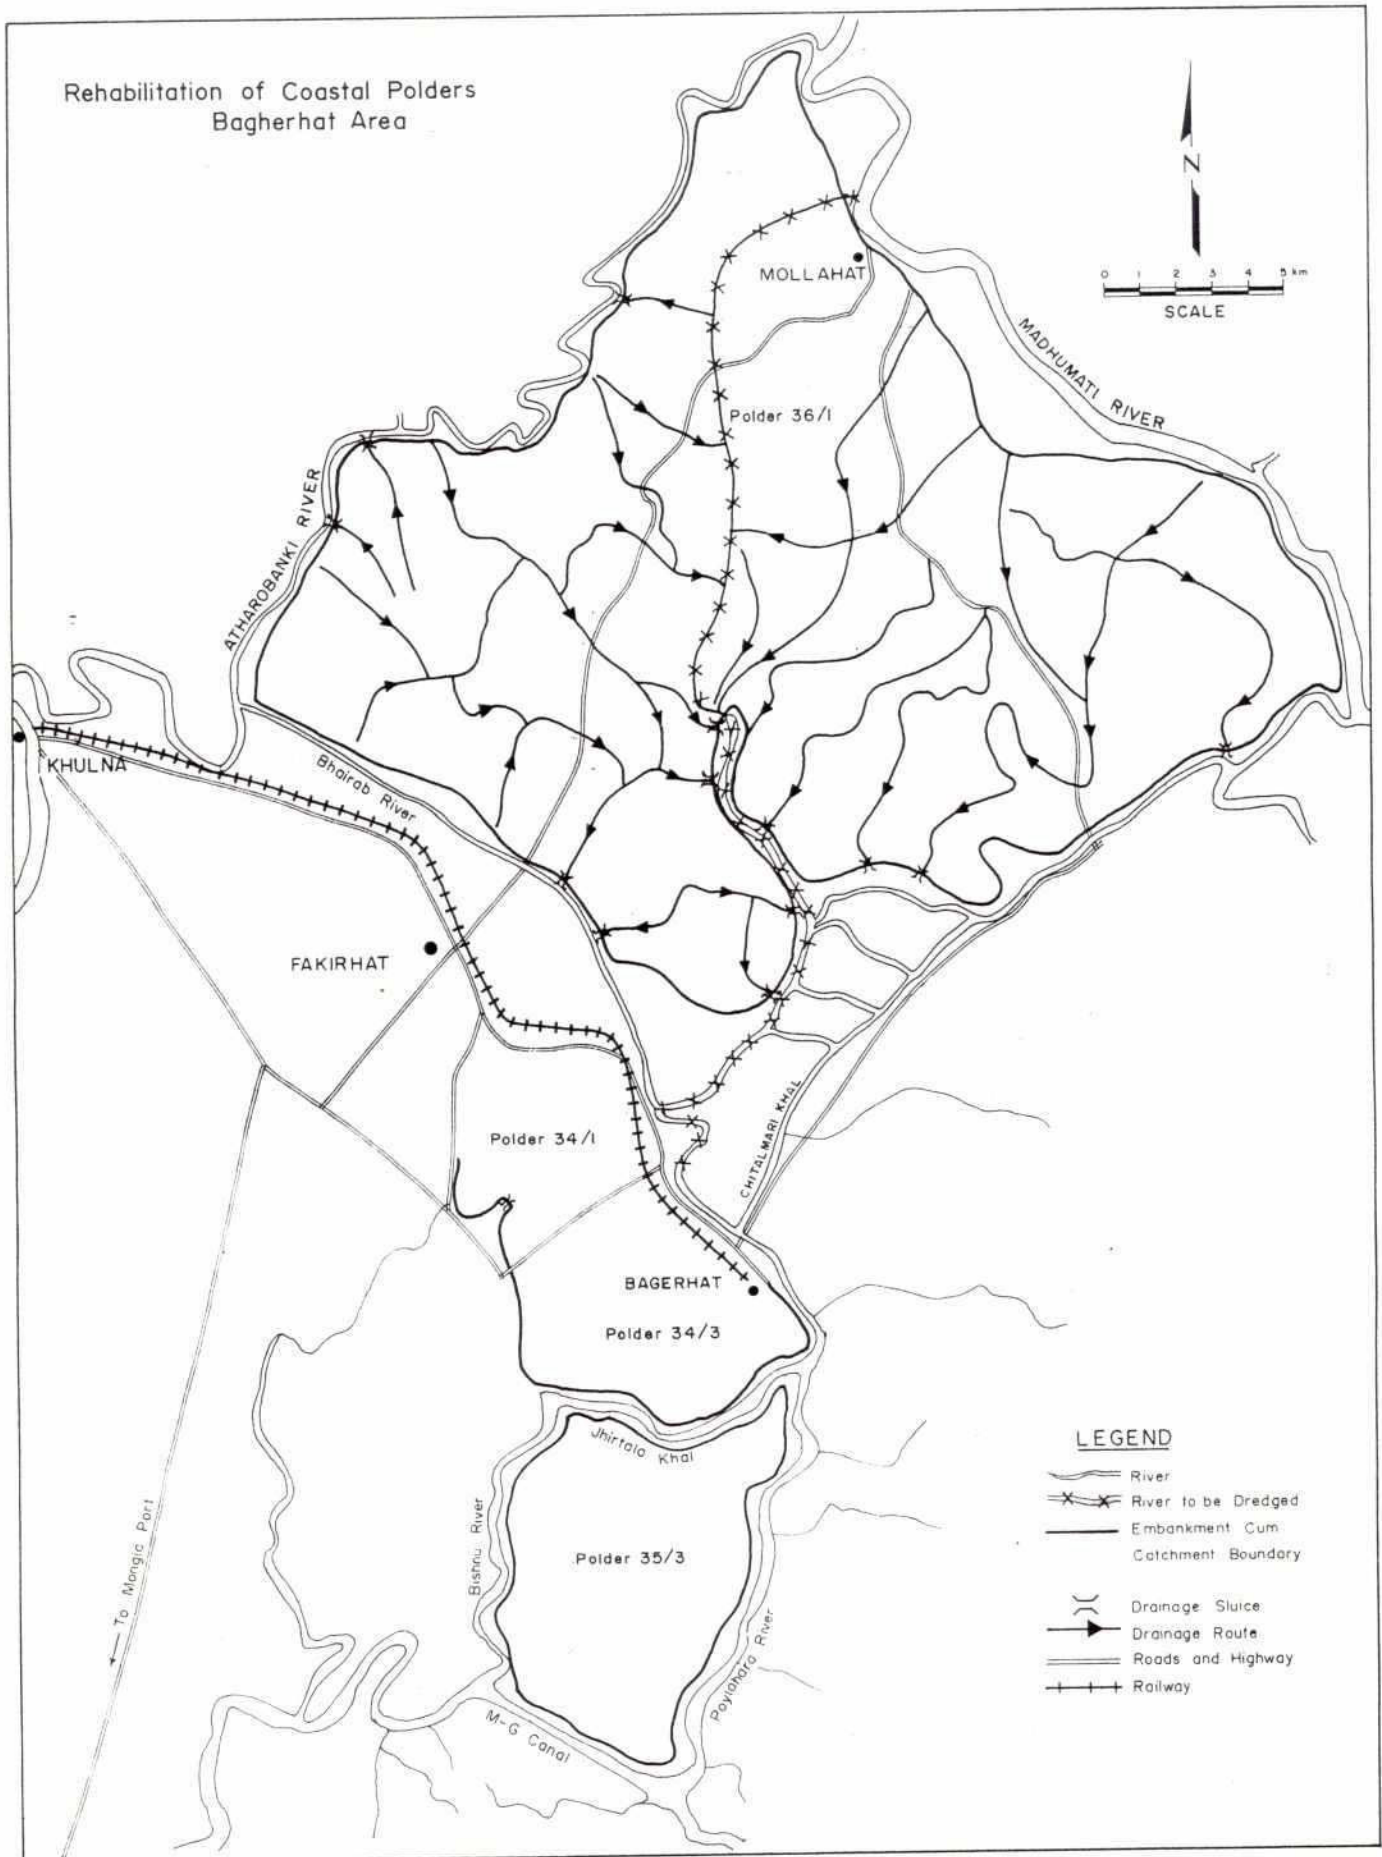 Rehabilitation of Coastal Polders
Bagherhat Area
N
0 1 2 3 4 5 km
SCALE
MOLLAHAT
MADHUMATI RIVER
Polder 36/1
ATHAROBANKI RIVER
KHULNA
Bhairab River
FAKIRHAT
Polder 34/1
CHITALMARI KHAL
BAGERHAT
Polder 34/3
Jhirtala Khal
Bishnu River
Polder 35/3
To Mongla Port
Poylahara River
M-G Canal
LEGEND
River
River to be Dredged
Embankment Cum
Catchment Boundary
Drainage Sluice
Drainage Route
Roads and Highway
Railway